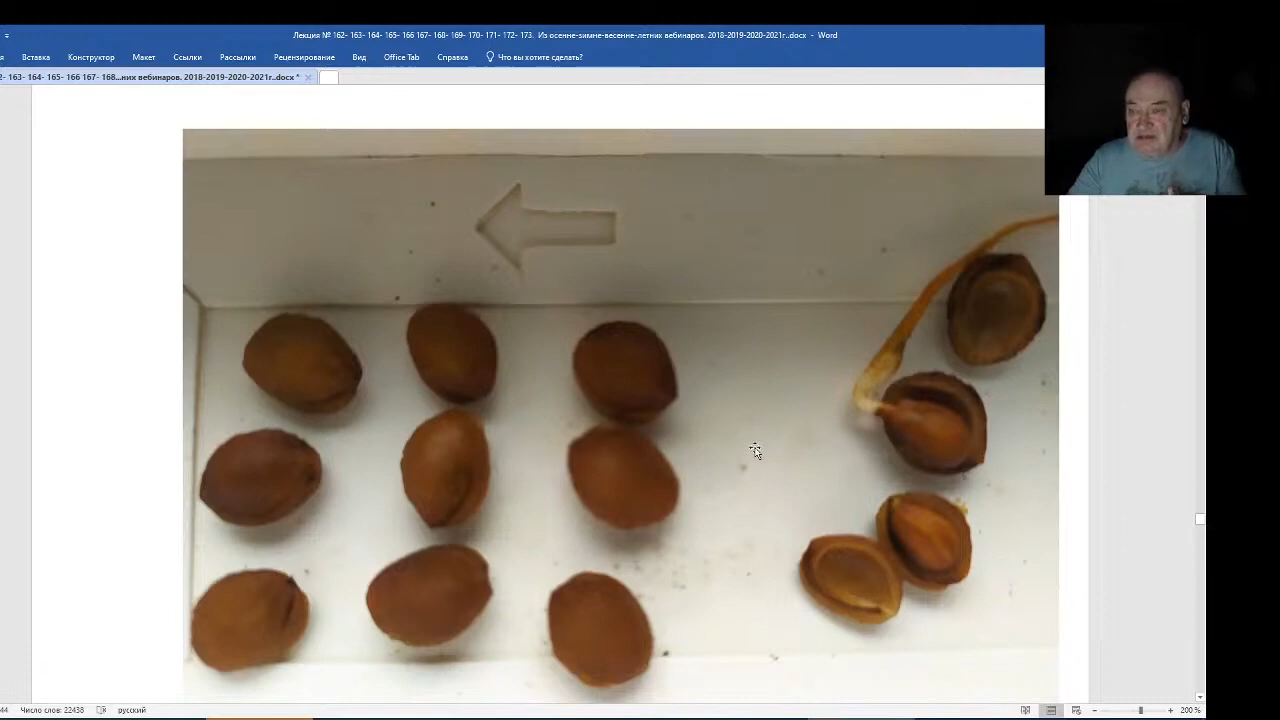 Лекция № 162- 163- 164- 165- 166 167- 168- 169- 170- 171- 172- 173. Из осенне-зимне-весенне-летних вебинаров. 2018-2019-2020-2021г..docx - Word
я Вставка Конструктор Макет Ссылки Рассылки Рецензирование Вид Office Tab Справка Что вы хотите сделать?
2- 163- 164- 165- 166 167- 168...них вебинаров. 2018-2019-2020-2021г..docx *
44 Число слов: 22438 русский 200 %